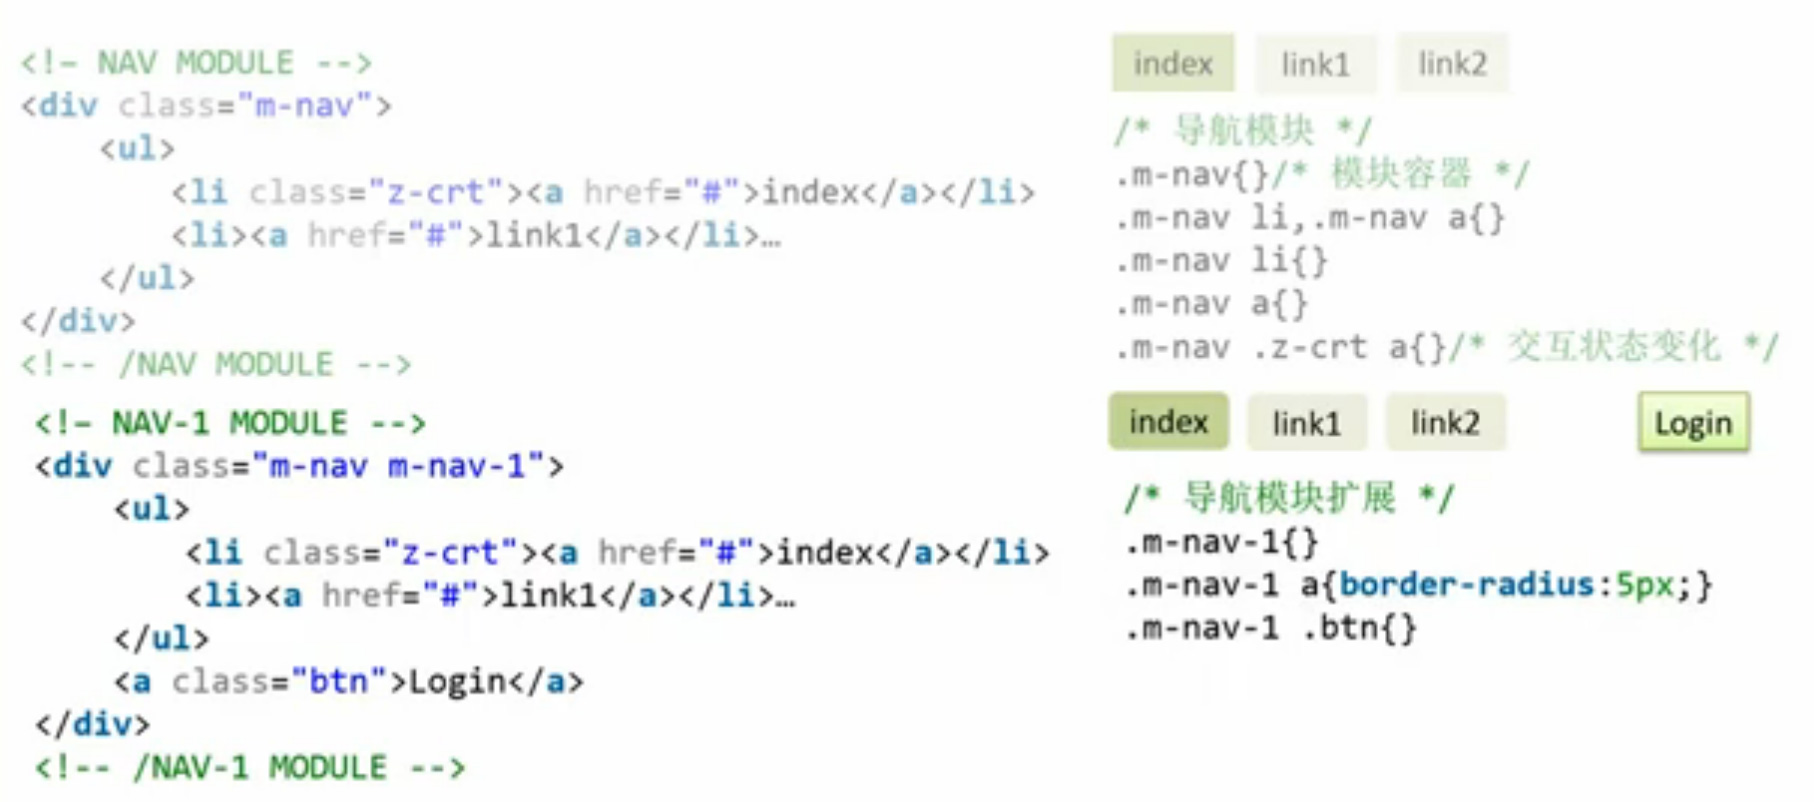 <!– NAV MODULE -->
<div class="m-nav">
<ul>
<li class="z-crt"><a href="#">index</a></li>
<li><a href="#">link1</a></li>…
</ul>
</div>
<!-- /NAV MODULE -->
<!– NAV-1 MODULE -->
<div class="m-nav m-nav-1">
<ul>
<li class="z-crt"><a href="#">index</a></li>
<li><a href="#">link1</a></li>…
</ul>
<a class="btn">Login</a>
</div>
<!-- /NAV-1 MODULE -->
index link1 link2
/* 导航模块 */
.m-nav{}/* 模块容器 */
.m-nav li,.m-nav a{}
.m-nav li{}
.m-nav a{}
.m-nav .z-crt a{}/* 交互状态变化 */
index link1 link2 Login
/* 导航模块扩展 */
.m-nav-1{}
.m-nav-1 a{border-radius:5px;}
.m-nav-1 .btn{}